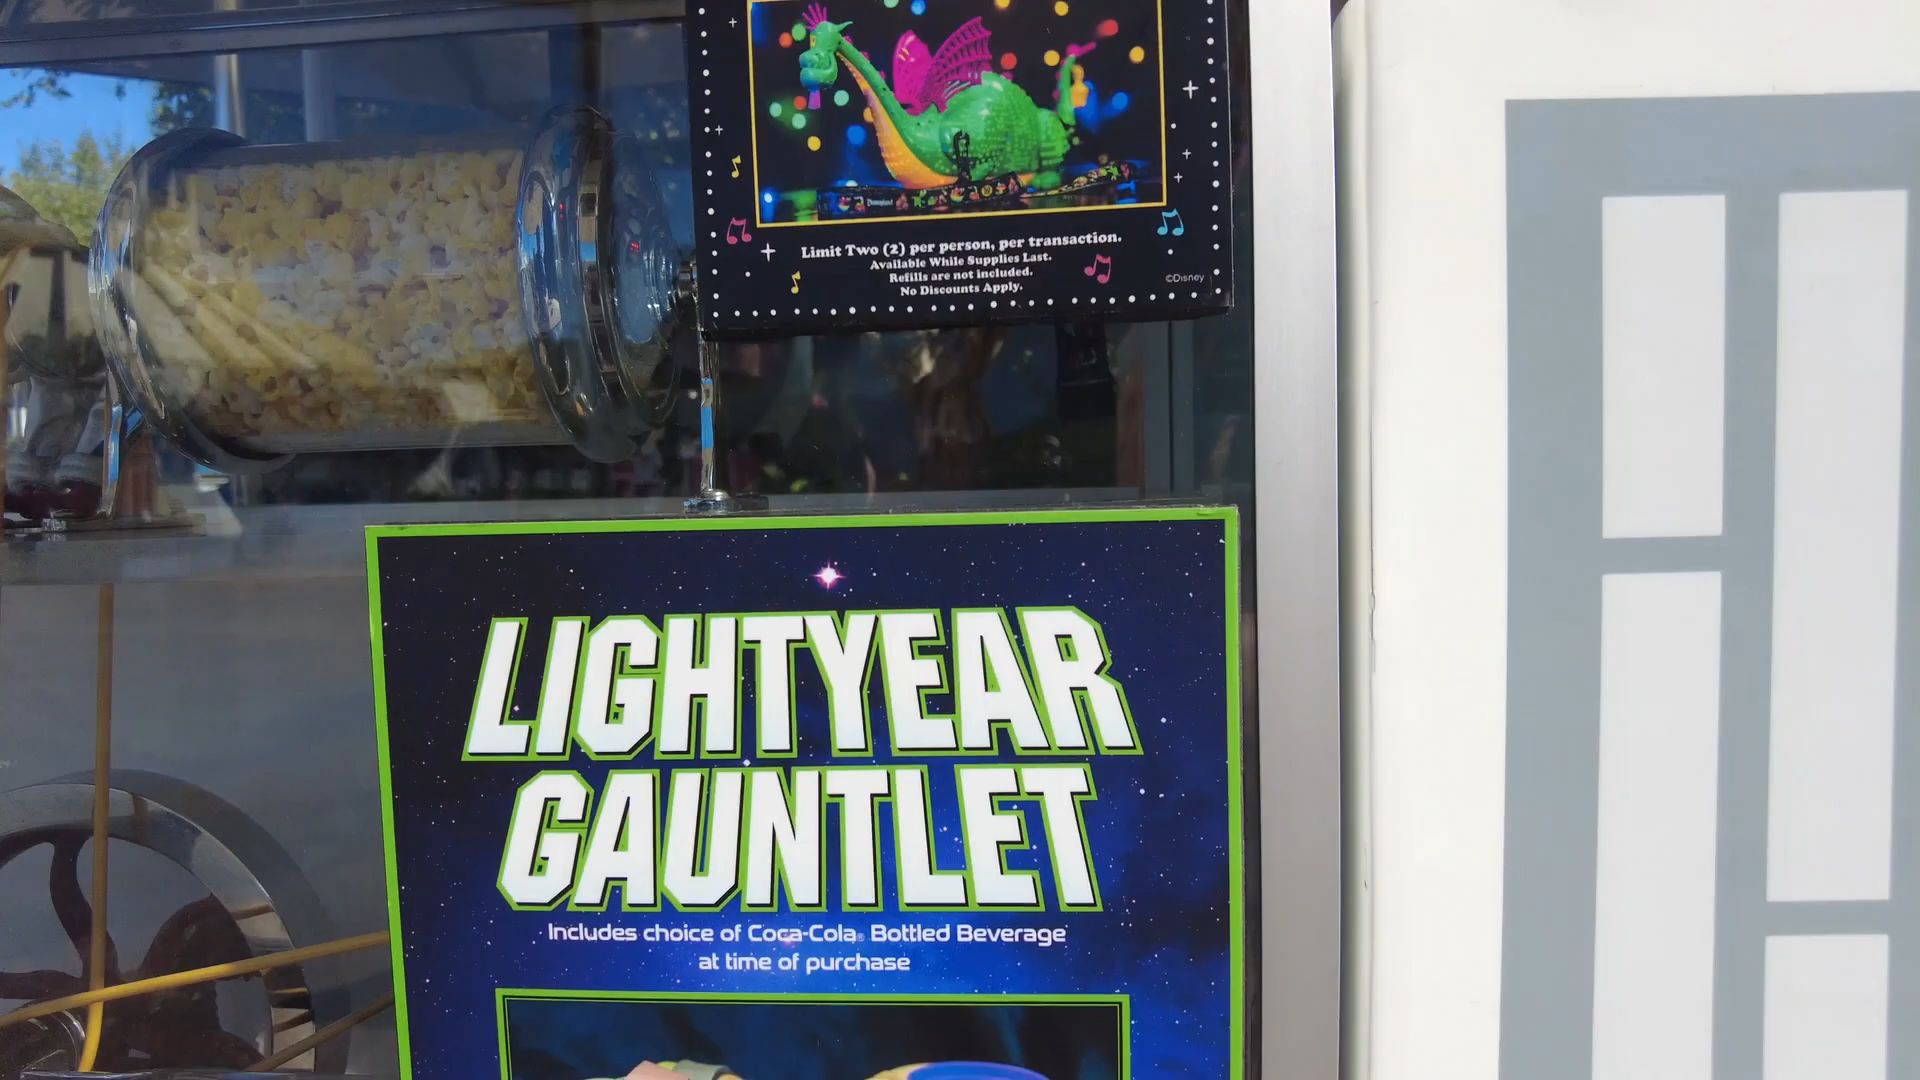 Limit Two (2) per person, per transaction.
Available While Supplies Last.
Refills are not included.
No Discounts Apply.
©Disney
Disneyland
LIGHTYEAR
GAUNTLET
Includes choice of Coca-Cola® Bottled Beverage
at time of purchase